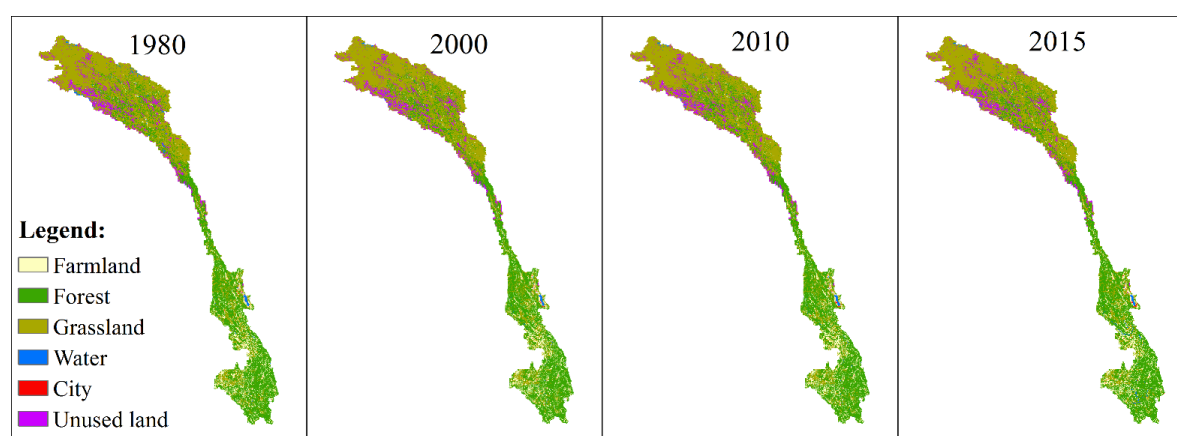 1980
2000
2010
2015
Legend:
Farmland
Forest
Grassland
Water
City
Unused land